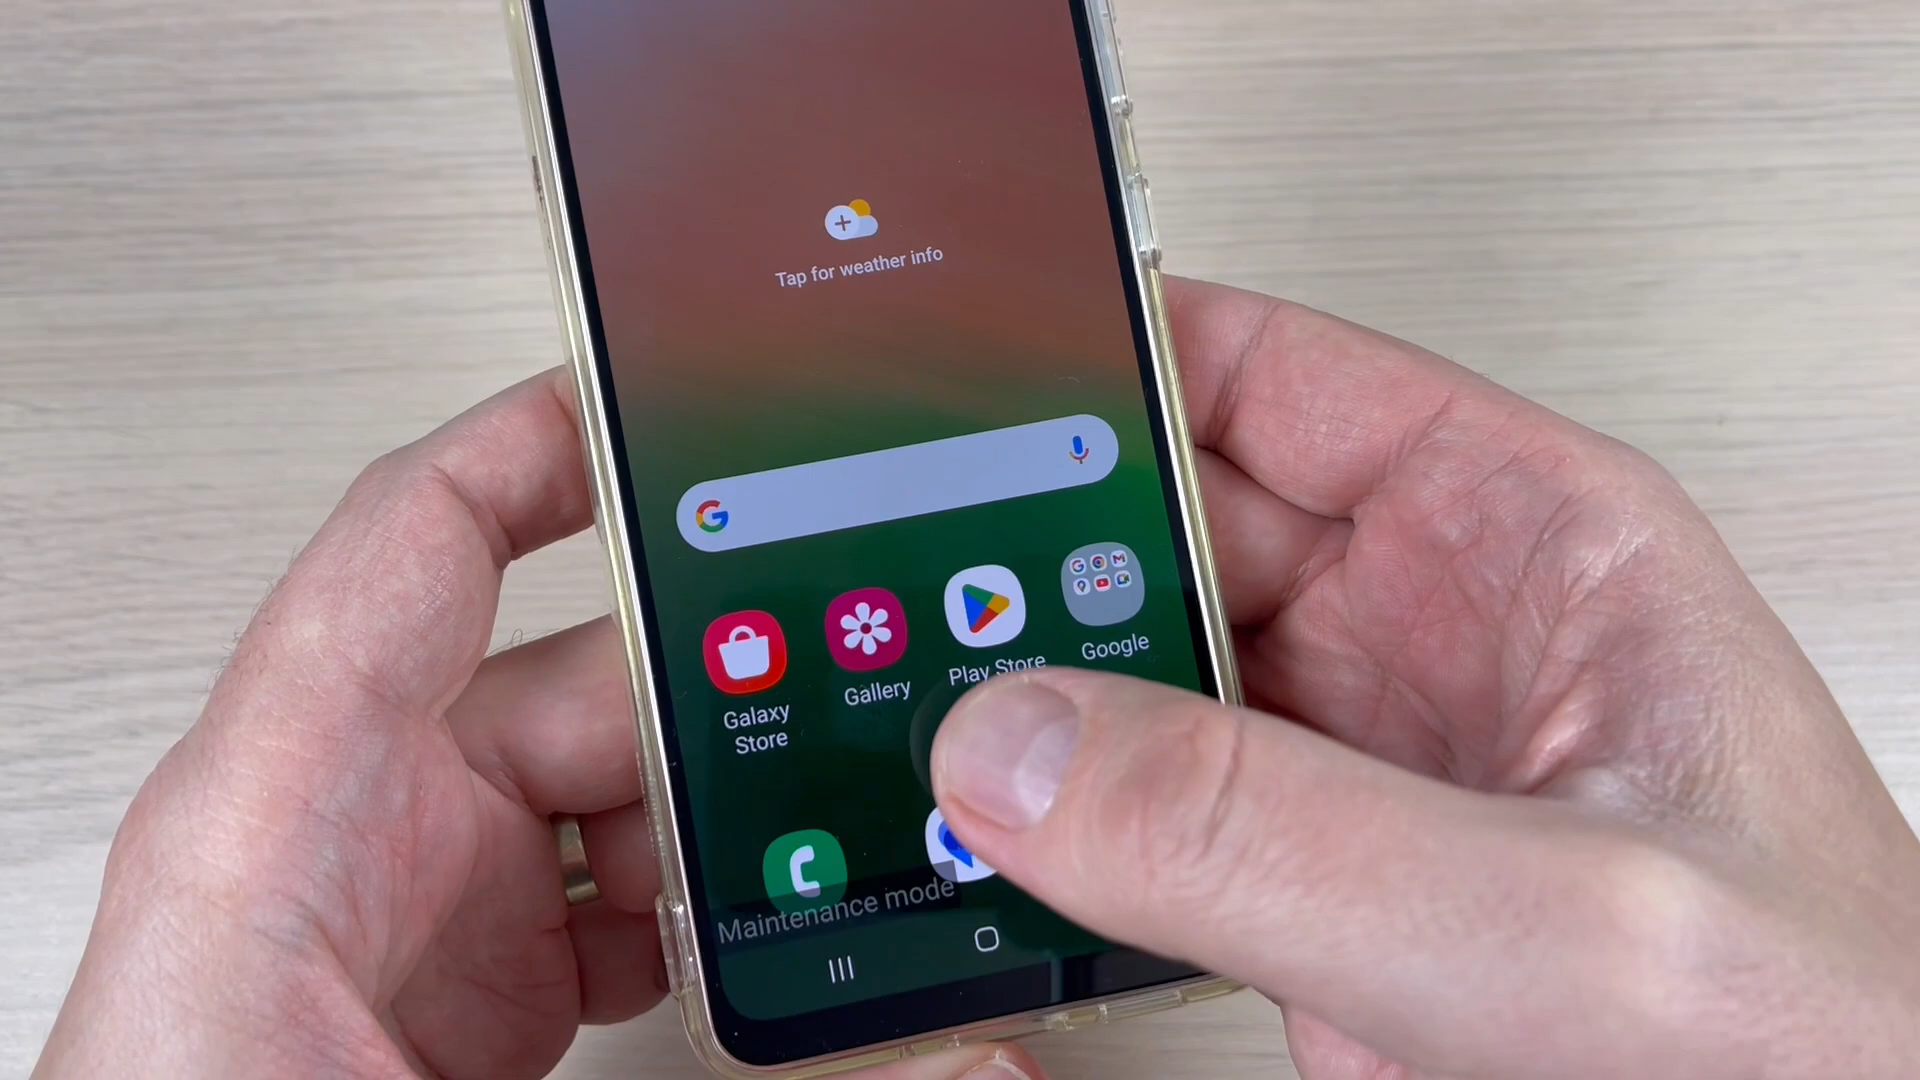 Tap for weather info
Galaxy
Store
Gallery
Play Store
Google
Maintenance mode